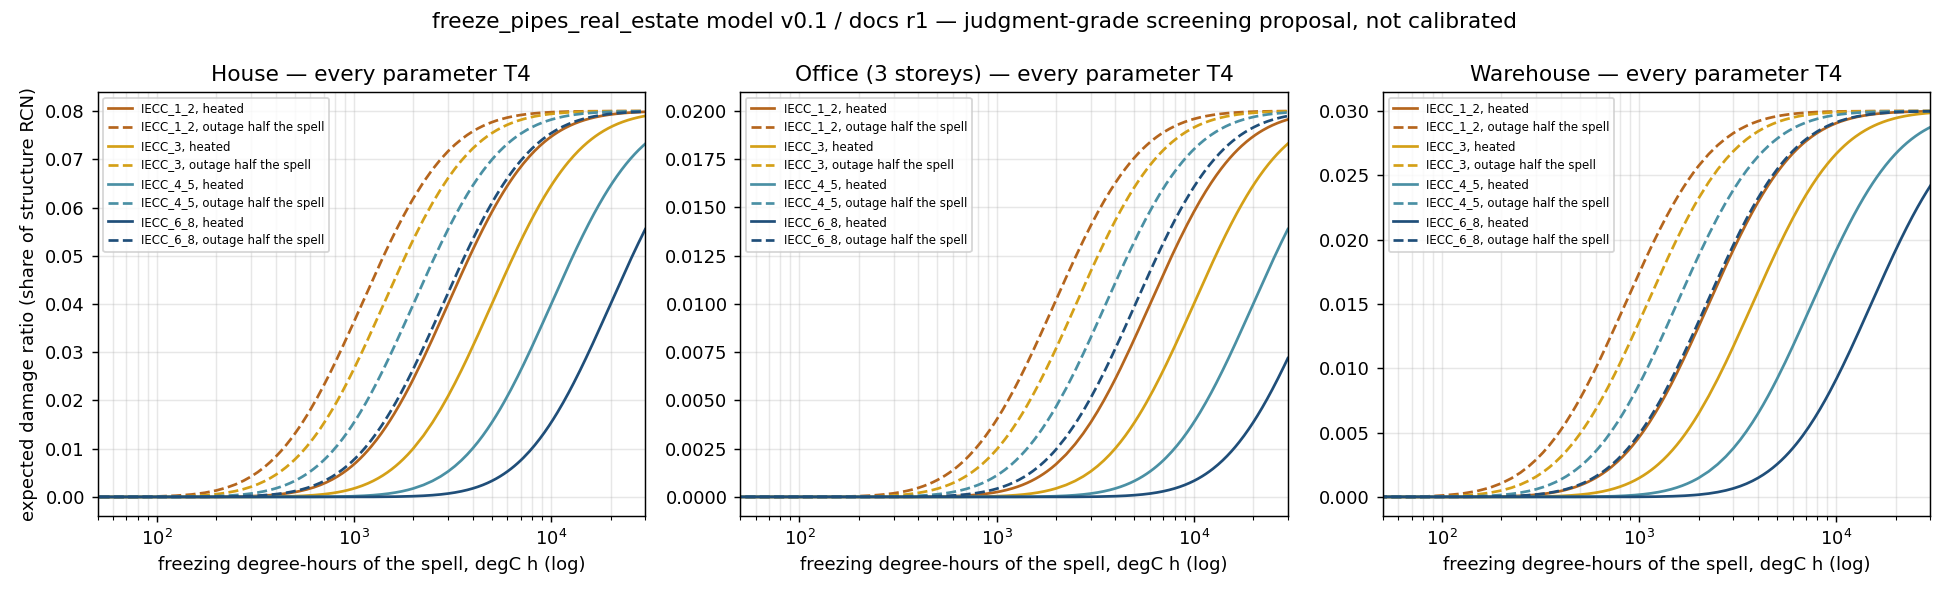 freeze_pipes_real_estate model v0.1 / docs r1 — judgment-grade screening proposal, not calibrated
House — every parameter T4
expected damage ratio (share of structure RCN)
0.08
0.07
0.06
0.05
0.04
0.03
0.02
0.01
0.00
IECC_1_2, heated
IECC_1_2, outage half the spell
IECC_3, heated
IECC_3, outage half the spell
IECC_4_5, heated
IECC_4_5, outage half the spell
IECC_6_8, heated
IECC_6_8, outage half the spell
10²
10³
10⁴
freezing degree-hours of the spell, degC h (log)
Office (3 storeys) — every parameter T4
0.0200
0.0175
0.0150
0.0125
0.0100
0.0075
0.0050
0.0025
0.0000
IECC_1_2, heated
IECC_1_2, outage half the spell
IECC_3, heated
IECC_3, outage half the spell
IECC_4_5, heated
IECC_4_5, outage half the spell
IECC_6_8, heated
IECC_6_8, outage half the spell
10²
10³
10⁴
freezing degree-hours of the spell, degC h (log)
Warehouse — every parameter T4
0.030
0.025
0.020
0.015
0.010
0.005
0.000
IECC_1_2, heated
IECC_1_2, outage half the spell
IECC_3, heated
IECC_3, outage half the spell
IECC_4_5, heated
IECC_4_5, outage half the spell
IECC_6_8, heated
IECC_6_8, outage half the spell
10²
10³
10⁴
freezing degree-hours of the spell, degC h (log)